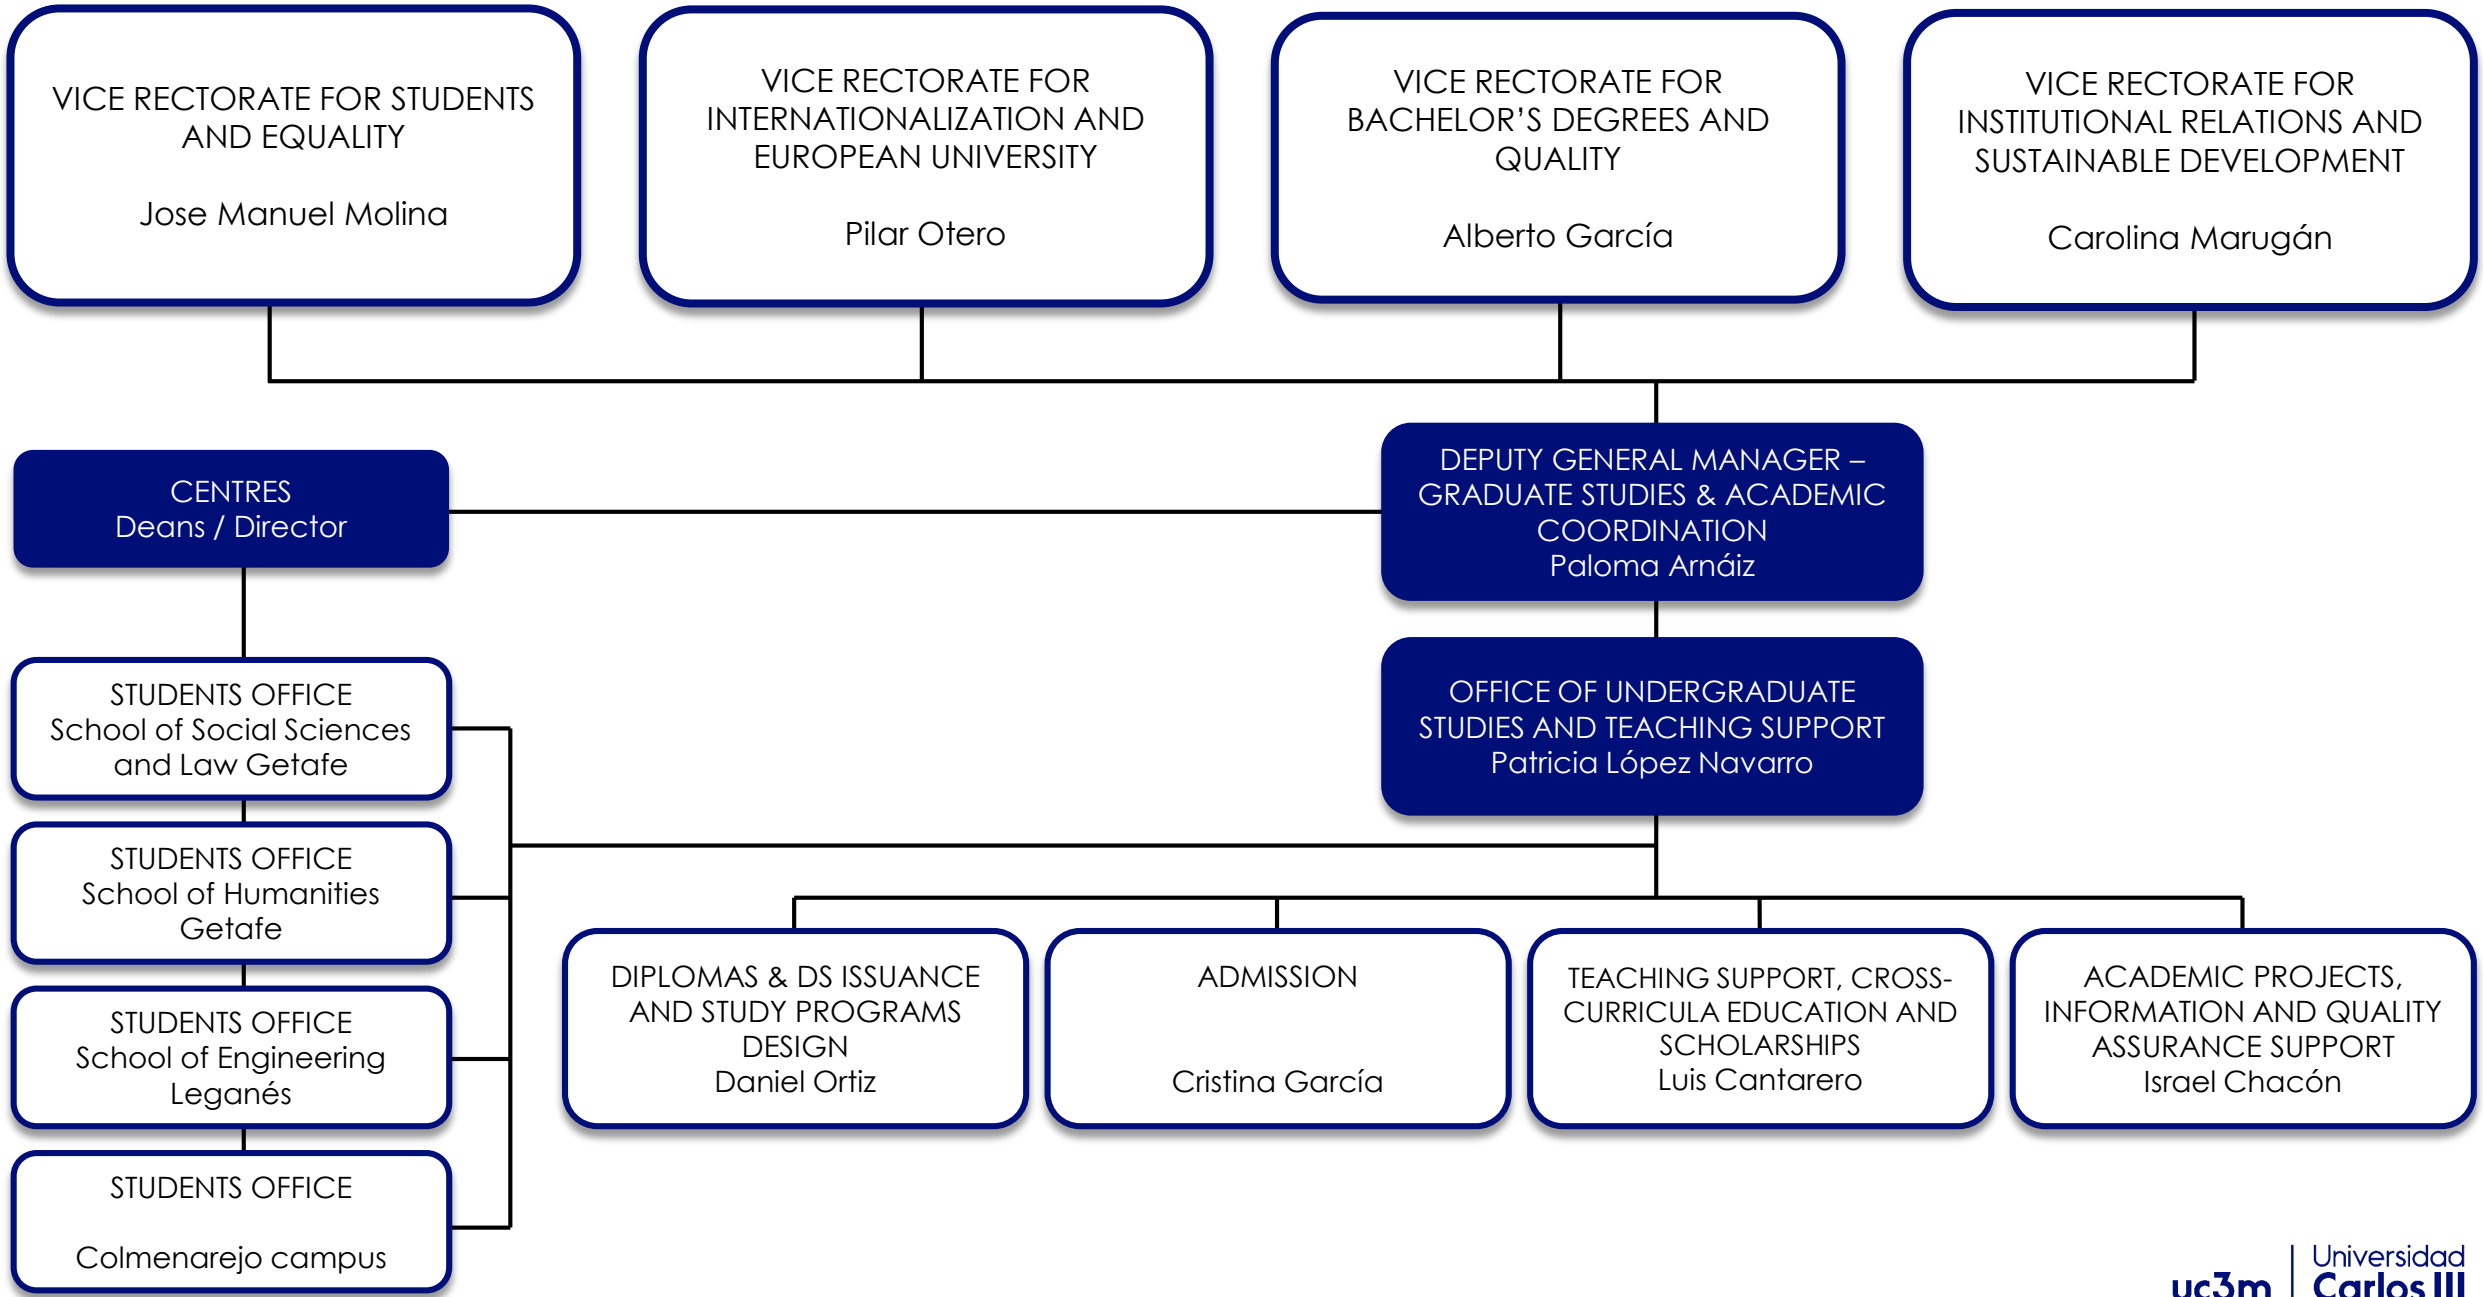 VICE RECTORATE FOR STUDENTS
AND EQUALITY
Jose Manuel Molina
VICE RECTORATE FOR
INTERNATIONALIZATION AND
EUROPEAN UNIVERSITY
Pilar Otero
VICE RECTORATE FOR
BACHELOR’S DEGREES AND
QUALITY
Alberto García
VICE RECTORATE FOR
INSTITUTIONAL RELATIONS AND
SUSTAINABLE DEVELOPMENT
Carolina Marugán
CENTRES
Deans / Director
DEPUTY GENERAL MANAGER –
GRADUATE STUDIES & ACADEMIC
COORDINATION
Paloma Arnáiz
OFFICE OF UNDERGRADUATE
STUDIES AND TEACHING SUPPORT
Patricia López Navarro
STUDENTS OFFICE
School of Social Sciences
and Law Getafe
STUDENTS OFFICE
School of Humanities
Getafe
STUDENTS OFFICE
School of Engineering
Leganés
STUDENTS OFFICE
Colmenarejo campus
DIPLOMAS & DS ISSUANCE
AND STUDY PROGRAMS
DESIGN
Daniel Ortiz
ADMISSION
Cristina García
TEACHING SUPPORT, CROSS-
CURRICULA EDUCATION AND
SCHOLARSHIPS
Luis Cantarero
ACADEMIC PROJECTS,
INFORMATION AND QUALITY
ASSURANCE SUPPORT
Israel Chacón
uc3m
Universidad
Carlos III